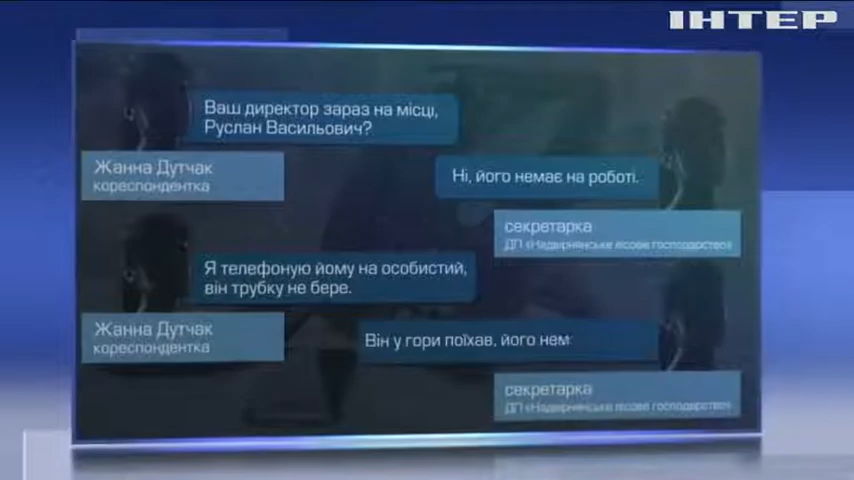 ІНТЕР
Ваш директор зараз на місці,
Руслан Васильович?
Жанна Дутчак
кореспондентка
Ні, його немає на роботі.
секретарка
ДП «Надвірнянське лісове господарство»
Я телефоную йому на особистий,
він трубку не бере.
Жанна Дутчак
кореспондентка
Він у гори поїхав, його нем
секретарка
ДП «Надвірнянське лісове господарство»